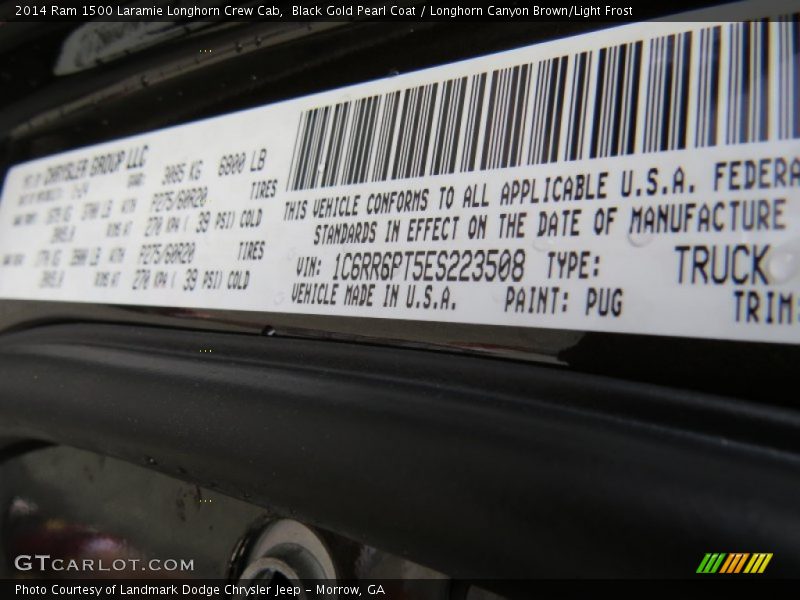 2014 Ram 1500 Laramie Longhorn Crew Cab, Black Gold Pearl Coat / Longhorn Canyon Brown/Light Frost
CHRYSLER GROUP LLC
3085 KG 6800 LB
P275/60R20 TIRES
270 KPA ( 39 PSI) COLD
P275/60R20 TIRES
270 KPA ( 39 PSI) COLD
THIS VEHICLE CONFORMS TO ALL APPLICABLE U.S.A. FEDERA
STANDARDS IN EFFECT ON THE DATE OF MANUFACTURE
VIN: 1C6RR6PT5ES223508 TYPE: TRUCK
VEHICLE MADE IN U.S.A. PAINT: PUG TRIM:
GTCARLOT.COM
Photo Courtesy of Landmark Dodge Chrysler Jeep – Morrow, GA